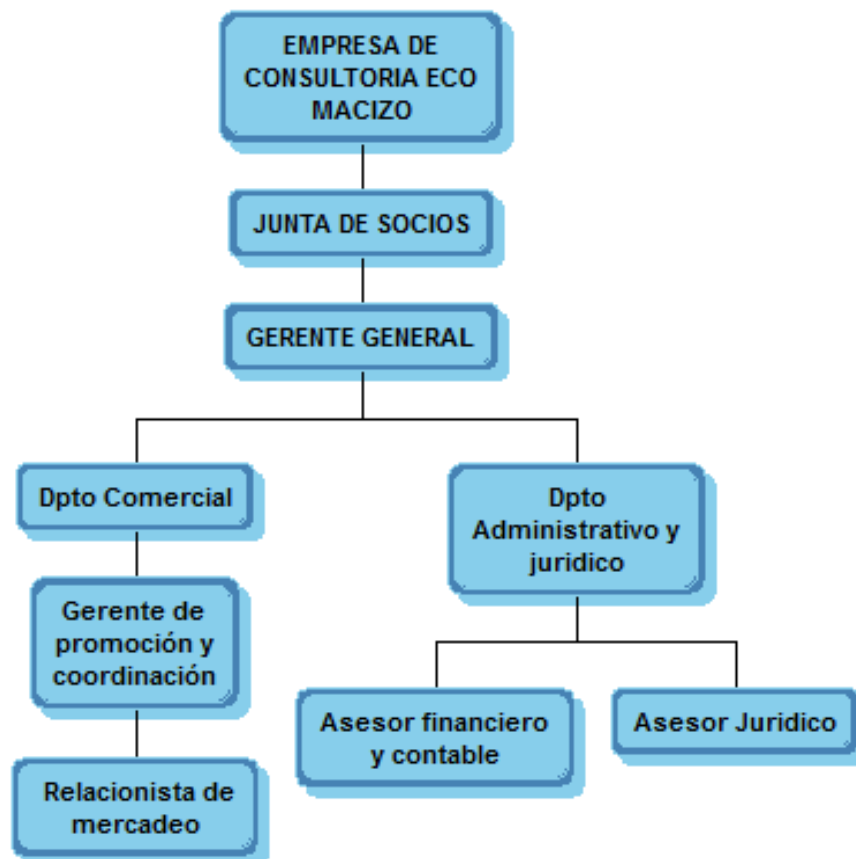 EMPRESA DE
CONSULTORIA ECO
MACIZO
JUNTA DE SOCIOS
GERENTE GENERAL
Dpto Comercial
Dpto
Administrativo y
juridico
Gerente de
promoción y
coordinación
Asesor financiero
y contable
Asesor Juridico
Relacionista de
mercadeo